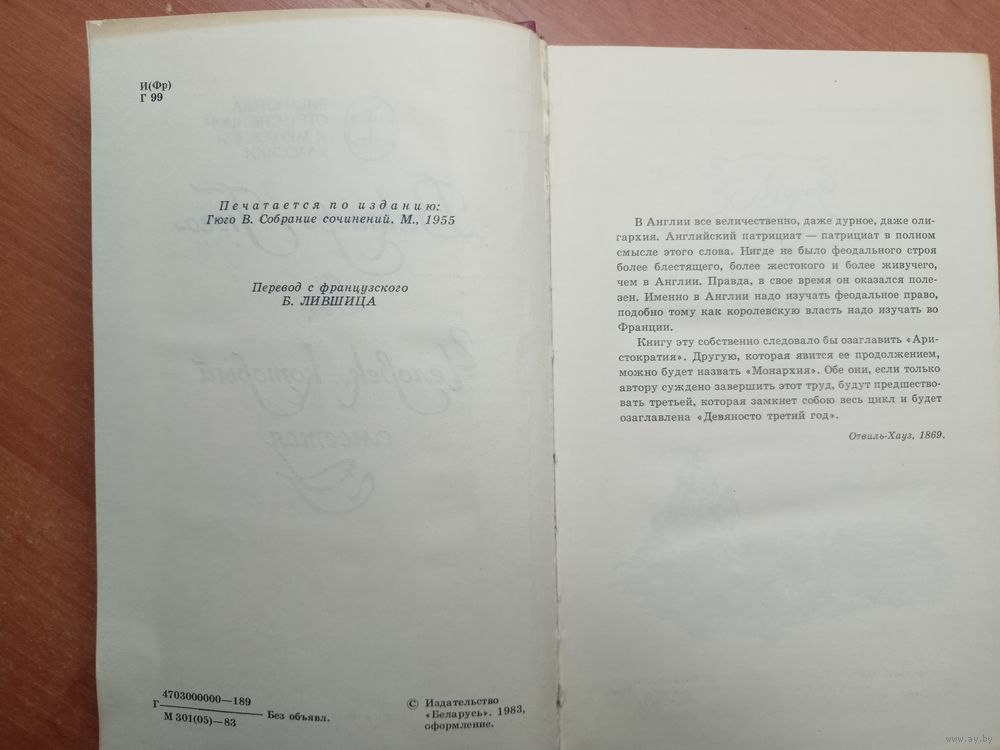 И(Фр)
Г 99
Печатается по изданию:
Гюго В. Собрание сочинений. М., 1955
Перевод с французского
Б. ЛИВШИЦА
4703000000—189
Г
М 301(05)—83
Без объявл.
© Издательство
«Беларусь», 1983,
оформление.
В Англии все величественно, даже дурное, даже оли-
гархия. Английский патрициат — патрициат в полном
смысле этого слова. Нигде не было феодального строя
более блестящего, более жестокого и более живучего,
чем в Англии. Правда, в свое время он оказался поле-
зен. Именно в Англии надо изучать феодальное право,
подобно тому как королевскую власть надо изучать во
Франции.
Книгу эту собственно следовало бы озаглавить «Ари-
стократия». Другую, которая явится ее продолжением,
можно будет назвать «Монархия». Обе они, если только
автору суждено завершить этот труд, будут предшество-
вать третьей, которая замкнет собою весь цикл и будет
озаглавлена «Девяносто третий год».
Отвиль-Хауз, 1869.
www.ay.by